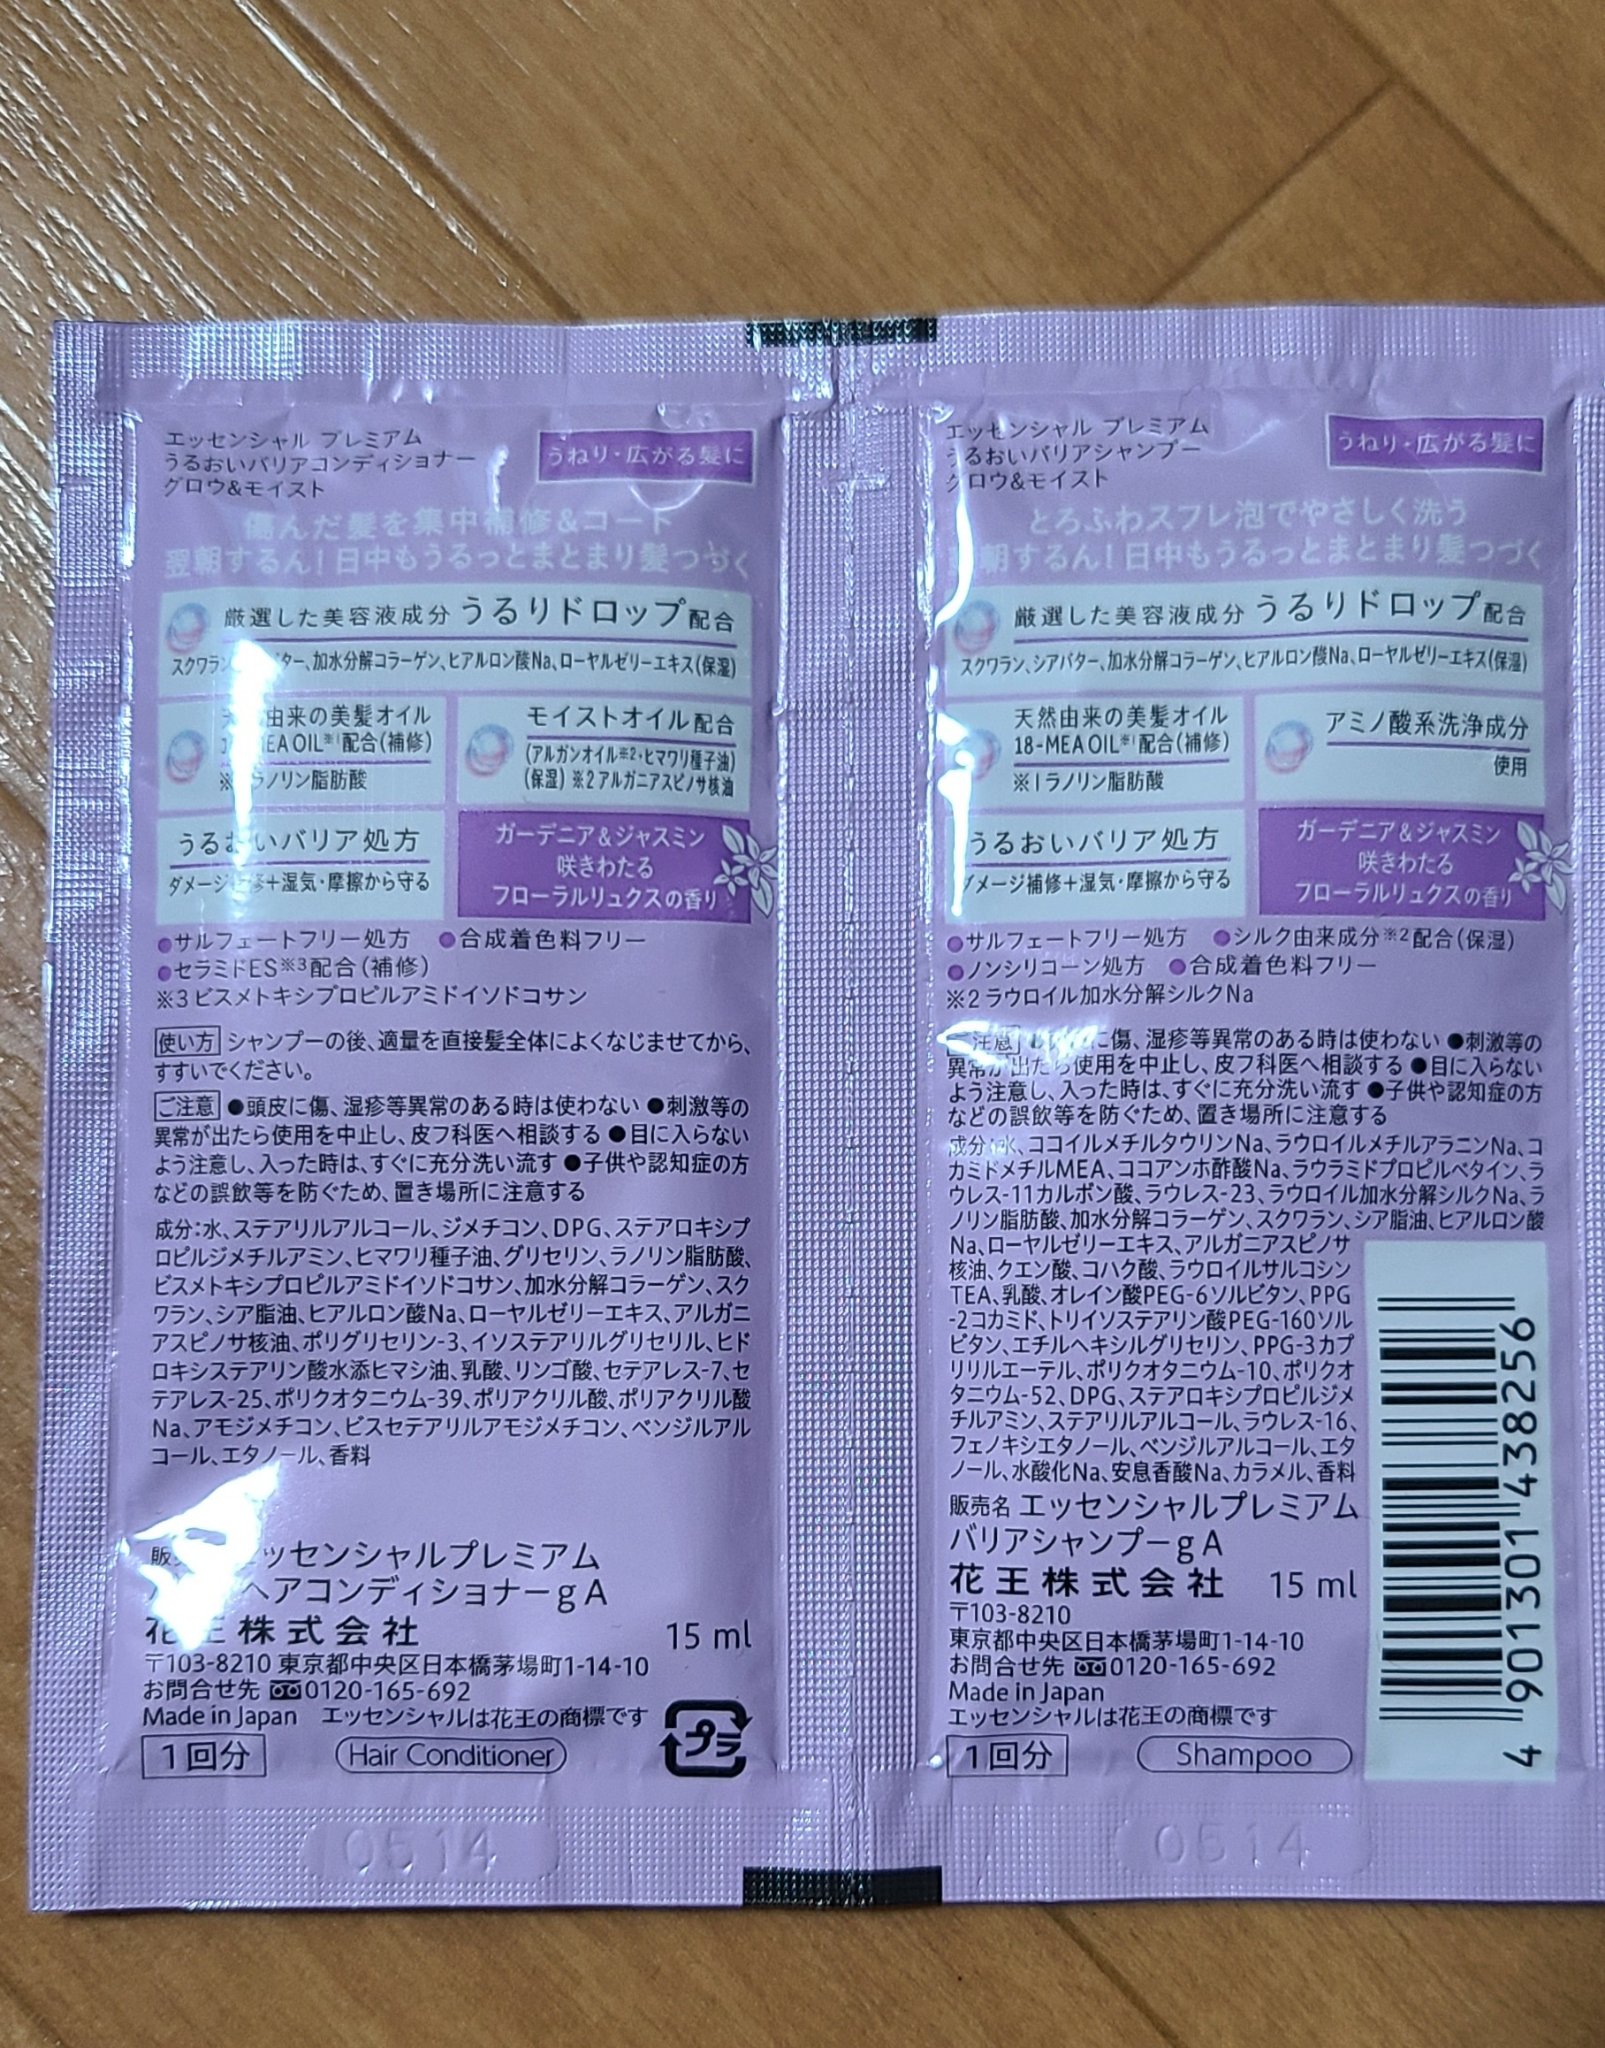 エッセンシャル プレミアム
うるおいバリアコンディショナー
グロウ&モイスト
うねり・広がる髪に
傷んだ髪を集中補修&コート
翌朝するん!日中もうるっとまとまり髪つづく
厳選した美容液成分 うるりドロップ配合
スクワラン、バター、加水分解コラーゲン、ヒアルロン酸Na、ローヤルゼリーエキス(保湿)
由来の美髪オイル
MEA OIL※1配合(補修)
※1ラノリン脂肪酸
モイストオイル配合
(アルガンオイル※2・ヒマワリ種子油)
(保湿) ※2アルガニアスピノサ核油
うるおいバリア処方
ダメージ補修+湿気・摩擦から守る
ガーデニア&ジャスミン
咲きわたる
フローラルリュクスの香り
●サルフェートフリー処方 ●合成着色料フリー
●セラミドES※3配合(補修)
※3ビスメトキシプロピルアミドイソドコサン
使い方 シャンプーの後、適量を直接髪全体によくなじませてから、
すすいでください。
ご注意 ●頭皮に傷、湿疹等異常のある時は使わない ●刺激等の
異常が出たら使用を中止し、皮フ科医へ相談する ●目に入らない
よう注意し、入った時は、すぐに充分洗い流す ●子供や認知症の方
などの誤飲等を防ぐため、置き場所に注意する
成分:水、ステアリルアルコール、ジメチコン、DPG、ステアロキシプ
ロピルジメチルアミン、ヒマワリ種子油、グリセリン、ラノリン脂肪酸、
ビスメトキシプロピルアミドイソドコサン、加水分解コラーゲン、スク
ワラン、シア脂油、ヒアルロン酸Na、ローヤルゼリーエキス、アルガニ
アスピノサ核油、ポリグリセリン-3、イソステアリルグリセリル、ヒド
ロキシステアリン酸水添ヒマシ油、乳酸、リンゴ酸、セテアレス-7、セ
テアレス-25、ポリクオタニウム-39、ポリアクリル酸、ポリアクリル酸
Na、アモジメチコン、ビスセテアリルアモジメチコン、ベンジルアル
コール、エタノール、香料
ッセンシャルプレミアム
ヘアコンディショナーgA
花王株式会社 15 ml
〒103-8210 東京都中央区日本橋茅場町1-14-10
お問合せ先 0120-165-692
Made in Japan エッセンシャルは花王の商標です
1回分 Hair Conditioner プラ
0514
エッセンシャル プレミアム
うるおいバリアシャンプー
グロウ&モイスト
うねり・広がる髪に
とろふわスフレ泡でやさしく洗う
朝するん!日中もうるっとまとまり髪つづく
厳選した美容液成分 うるりドロップ配合
スクワラン、シアバター、加水分解コラーゲン、ヒアルロン酸Na、ローヤルゼリーエキス(保湿)
天然由来の美髪オイル
18-MEA OIL※1配合(補修)
※1ラノリン脂肪酸
アミノ酸系洗浄成分
使用
うるおいバリア処方
ダメージ補修+湿気・摩擦から守る
ガーデニア&ジャスミン
咲きわたる
フローラルリュクスの香り
●サルフェートフリー処方 ●シルク由来成分※2配合(保湿)
●ノンシリコーン処方 ●合成着色料フリー
※2ラウロイル加水分解シルクNa
ご注意 に傷、湿疹等異常のある時は使わない ●刺激等の
異常が出たら使用を中止し、皮フ科医へ相談する ●目に入らない
よう注意し、入った時は、すぐに充分洗い流す ●子供や認知症の方
などの誤飲等を防ぐため、置き場所に注意する
成分:水、ココイルメチルタウリンNa、ラウロイルメチルアラニンNa、コ
カミドメチルMEA、ココアンホ酢酸Na、ラウラミドプロピルベタイン、ラ
ウレス-11カルボン酸、ラウレス-23、ラウロイル加水分解シルクNa、ラ
ノリン脂肪酸、加水分解コラーゲン、スクワラン、シア脂油、ヒアルロン酸
Na、ローヤルゼリーエキス、アルガニアスピノサ
核油、クエン酸、コハク酸、ラウロイルサルコシン
TEA、乳酸、オレイン酸PEG-6ソルビタン、PPG
-2コカミド、トリイソステアリン酸PEG-160ソル
ビタン、エチルヘキシルグリセリン、PPG-3カプ
リリルエーテル、ポリクオタニウム-10、ポリクオ
タニウム-52、DPG、ステアロキシプロピルジメ
チルアミン、ステアリルアルコール、ラウレス-16、
フェノキシエタノール、ベンジルアルコール、エタ
ノール、水酸化Na、安息香酸Na、カラメル、香料
販売名 エッセンシャルプレミアム
バリアシャンプーgA
花王株式会社 15 ml
〒103-8210
東京都中央区日本橋茅場町1-14-10
お問合せ先 0120-165-692
Made in Japan
エッセンシャルは花王の商標です
1回分 Shampoo
4 901301 438256
0514